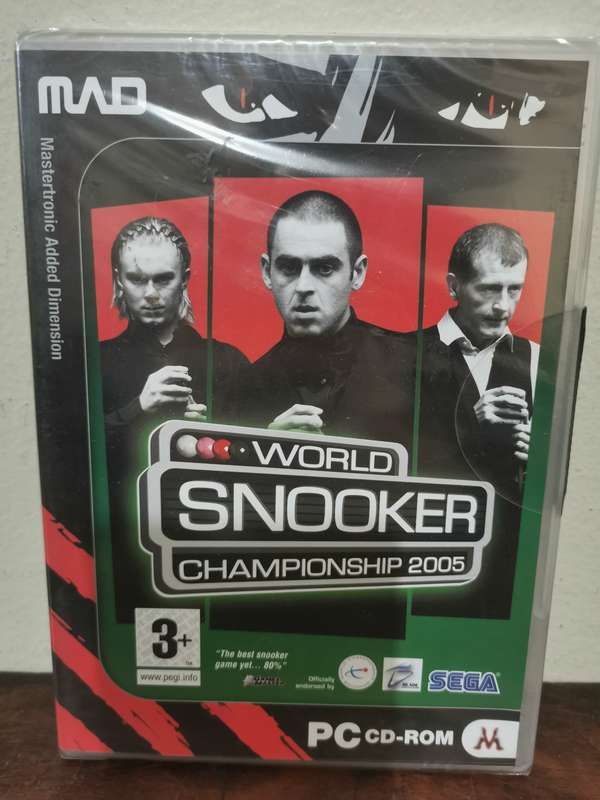 MAD
Mastertronic Added Dimension
WORLD
SNOOKER
CHAMPIONSHIP 2005
3+
www.pegi.info
"The best snooker
game yet... 80%"
Officially
endorsed by
SEGA
PC CD-ROM